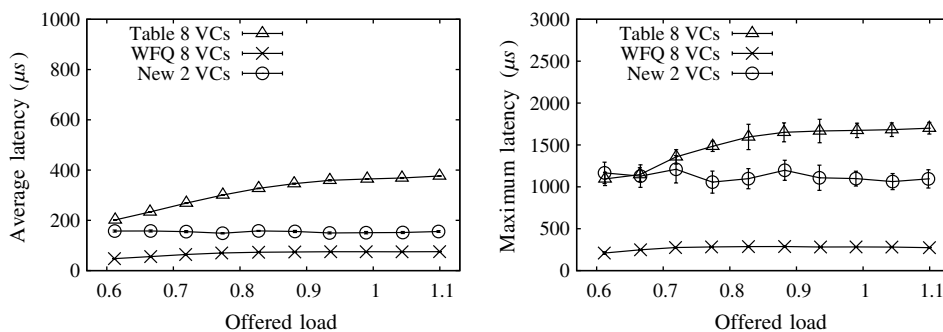 Average latency (μs)
1000
800
600
400
200
0
Table 8 VCs
WFQ 8 VCs
New 2 VCs
0.6 0.7 0.8 0.9 1 1.1
Offered load
Maximum latency (μs)
3000
2500
2000
1500
1000
500
0
Table 8 VCs
WFQ 8 VCs
New 2 VCs
0.6 0.7 0.8 0.9 1 1.1
Offered load